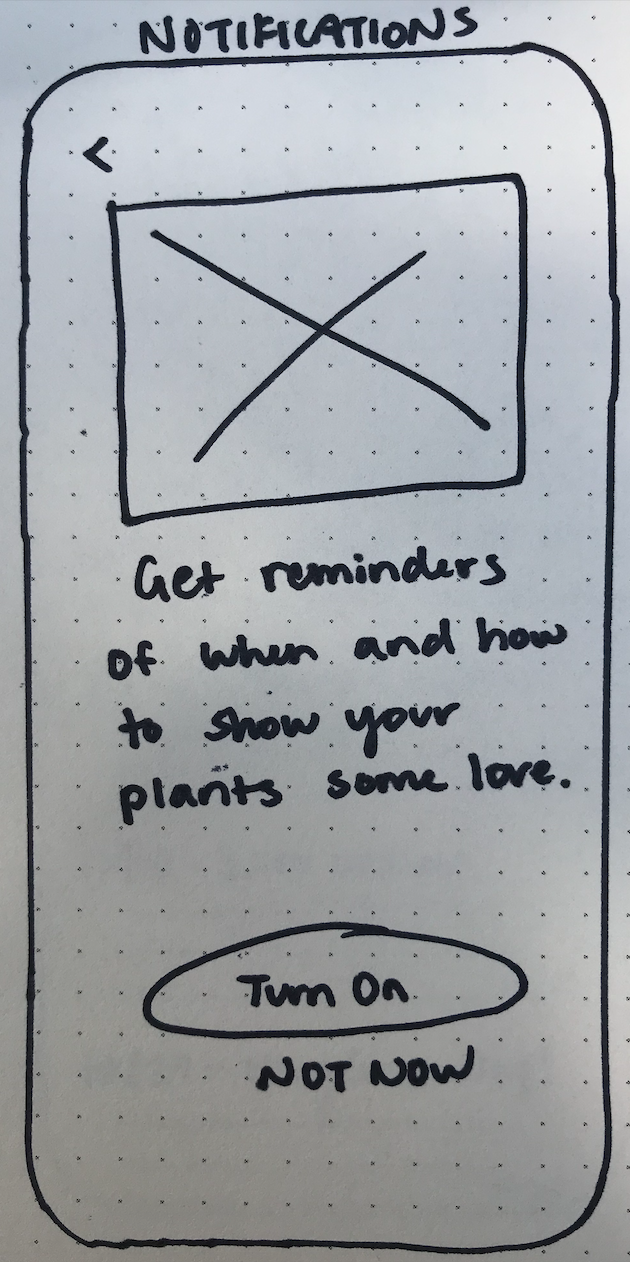 NOTIFICATIONS
<
Get reminders
of when and how
to show your
plants some love.
Turn On
NOT NOW